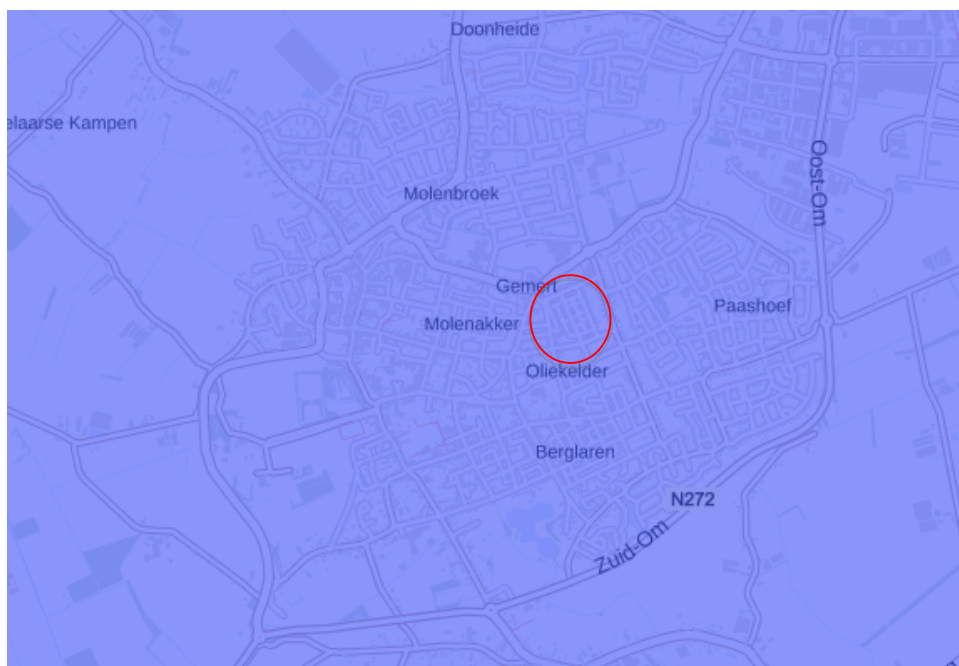 Doonheide
elaarse Kampen
Oost-Om
Molenbroek
Gemert
Paashoef
Molenakker
Oliekelder
Berglaren
N272
Zuid-Om